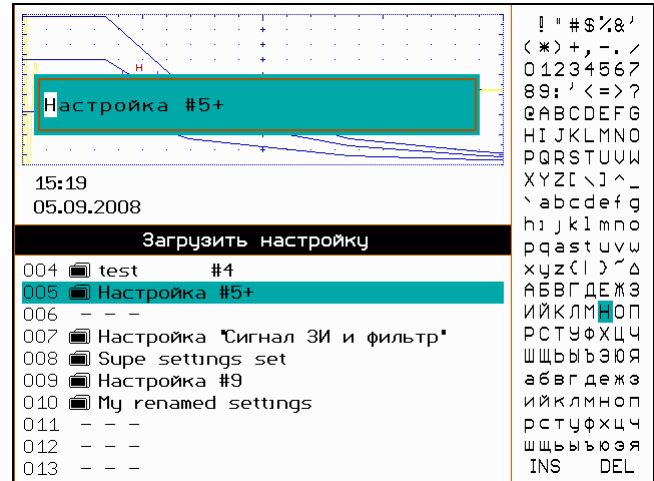 H
Настройка #5+
15:19
05.09.2008
Загрузить настройку
004 test #4
005 Настройка #5+
006 - - -
007 Настройка "Сигнал ЗИ и фильтр"
008 Supe settings set
009 Настройка #9
010 My renamed settings
011 - - -
012 - - -
013 - - -
! " # $ % & '
( * ) + , - . /
0 1 2 3 4 5 6 7
8 9 : ' < = > ?
@ A B C D E F G
H I J K L M N O
P Q R S T U V W
X Y Z [ \ ] ^ _
` a b c d e f g
h i j k l m n o
p q a s t u v w
x y z { | } ~ △
А Б В Г Д Е Ж З
И Й К Л М Н О П
Р С Т У Ф Х Ц Ч
Ш Щ Ь Ы Ъ Э Ю Я
а б в г д е ж з
и й к л м н о п
р с т у ф х ц ч
ш щ ь ы ъ ю э я
INS DEL